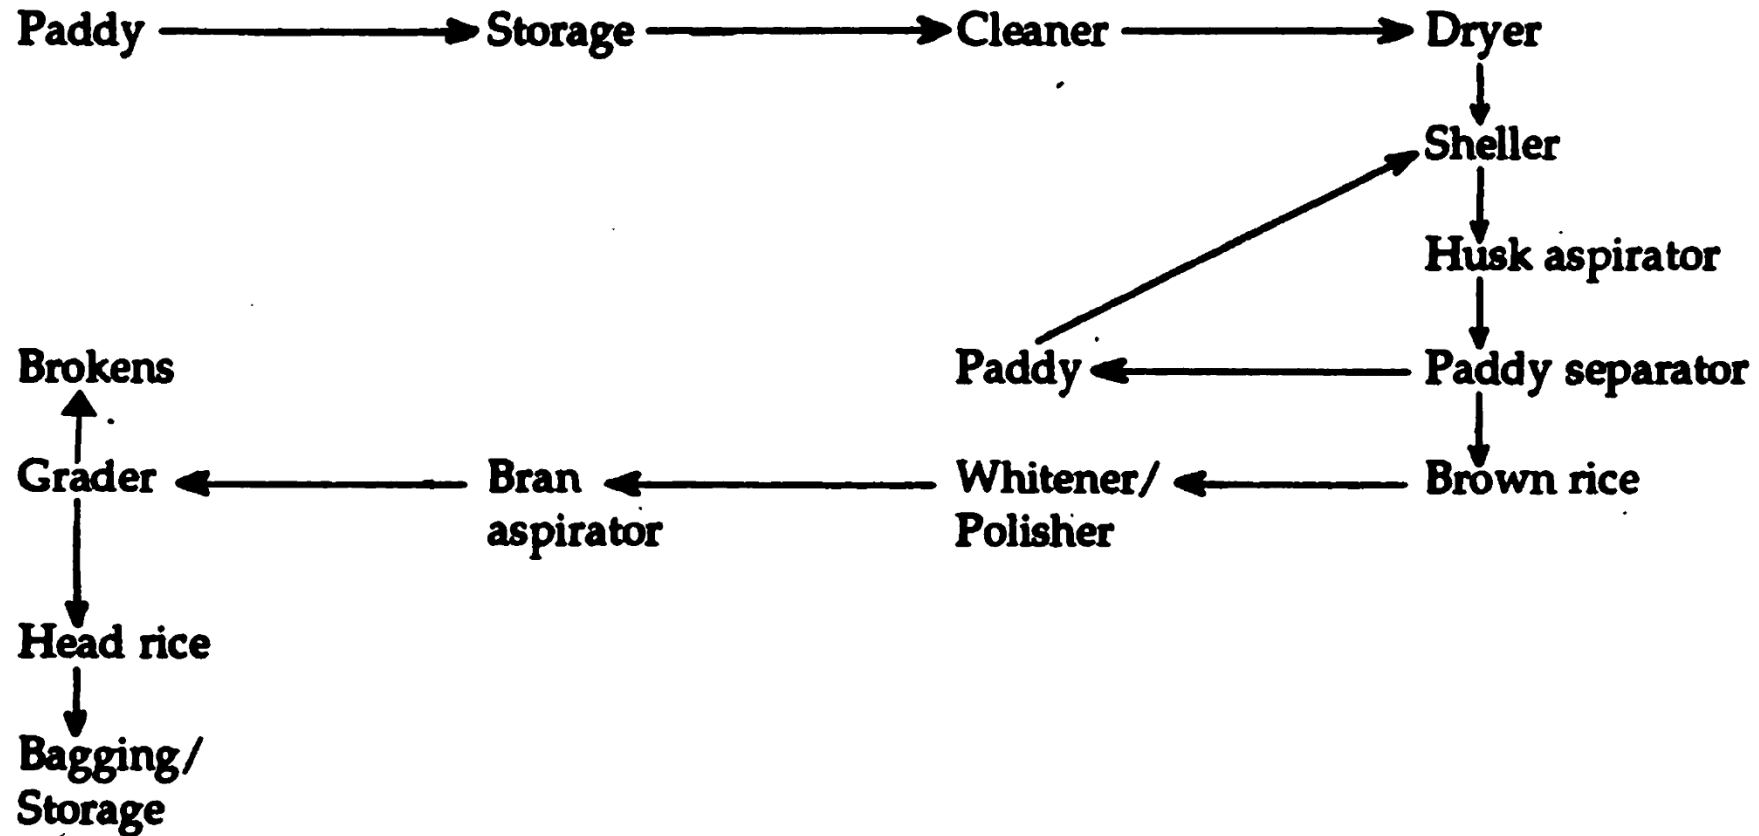 Paddy Storage Cleaner Dryer
Sheller
Husk aspirator
Brokens Paddy Paddy separator
Grader Bran Whitener/ Brown rice
aspirator Polisher
Head rice
Bagging/
Storage